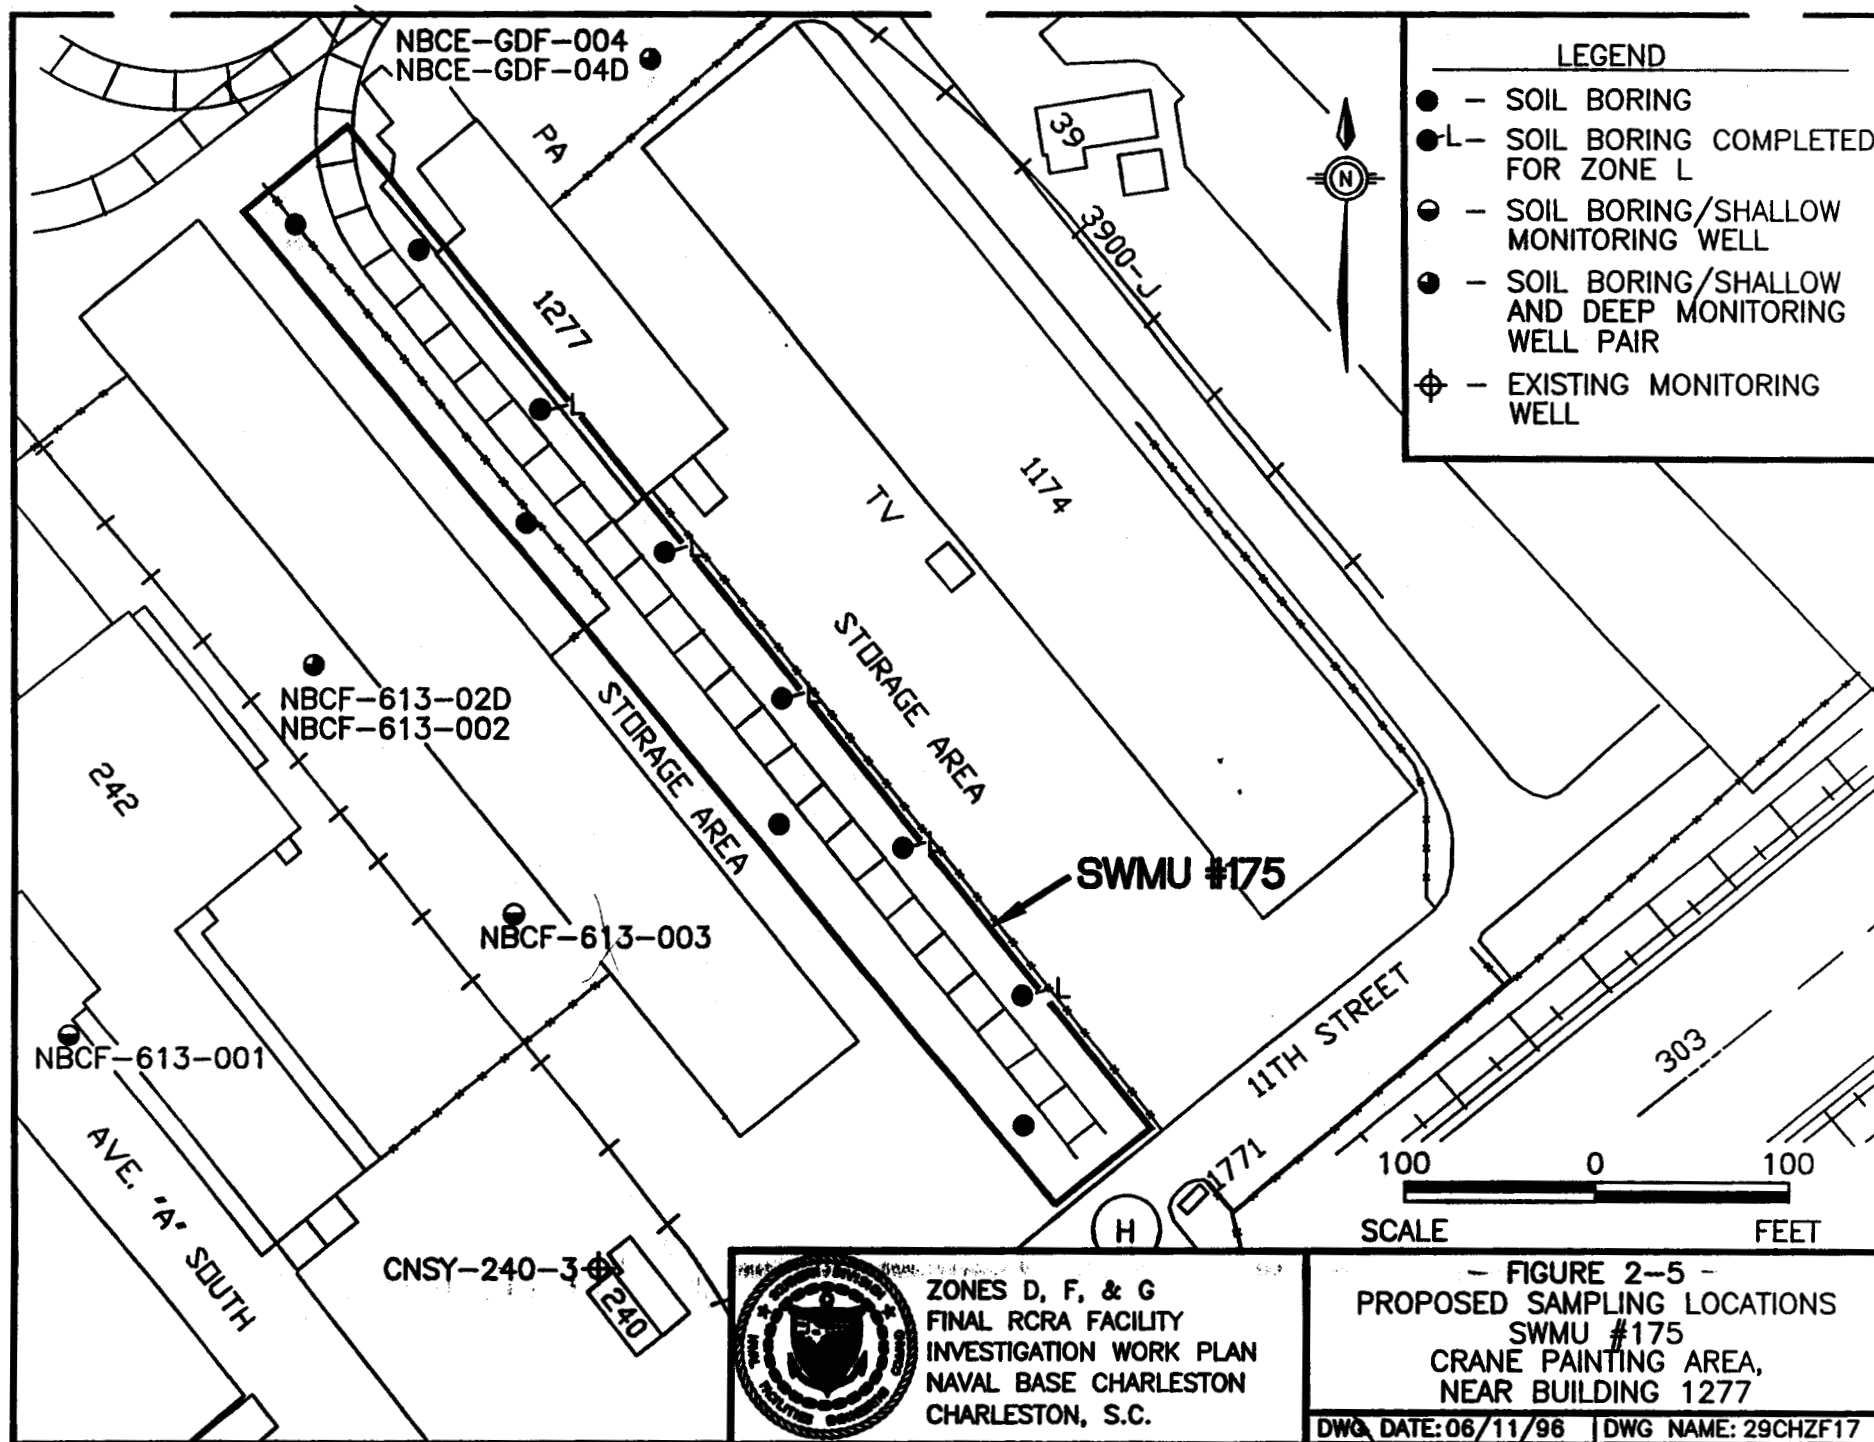 NBCE-GDF-004
NBCE-GDF-04D
PA
39
3900-J
1277
1174
TV
STORAGE AREA
STORAGE AREA
L
L
L
L
L
SWMU #175
NBCF-613-02D
NBCF-613-002
242
NBCF-613-003
NBCF-613-001
AVE. "A" SOUTH
CNSY-240-3
240
11TH STREET
1771
H
303
N
LEGEND
- SOIL BORING
L- SOIL BORING COMPLETED
FOR ZONE L
- SOIL BORING/SHALLOW
MONITORING WELL
- SOIL BORING/SHALLOW
AND DEEP MONITORING
WELL PAIR
- EXISTING MONITORING
WELL
100 0 100
SCALE FEET
ZONES D, F, & G
FINAL RCRA FACILITY
INVESTIGATION WORK PLAN
NAVAL BASE CHARLESTON
CHARLESTON, S.C.
- FIGURE 2-5 -
PROPOSED SAMPLING LOCATIONS
SWMU #175
CRANE PAINTING AREA,
NEAR BUILDING 1277
DWG DATE: 06/11/96 DWG NAME: 29CHZF17